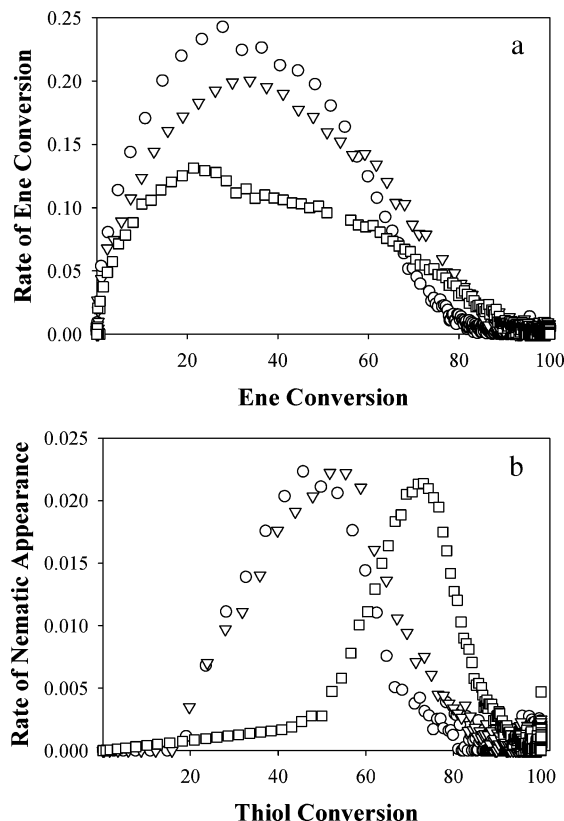 a
Rate of Ene Conversion
0.25
0.20
0.15
0.10
0.05
0.00
20 40 60 80 100
Ene Conversion
b
Rate of Nematic Appearance
0.025
0.020
0.015
0.010
0.005
0.000
20 40 60 80 100
Thiol Conversion